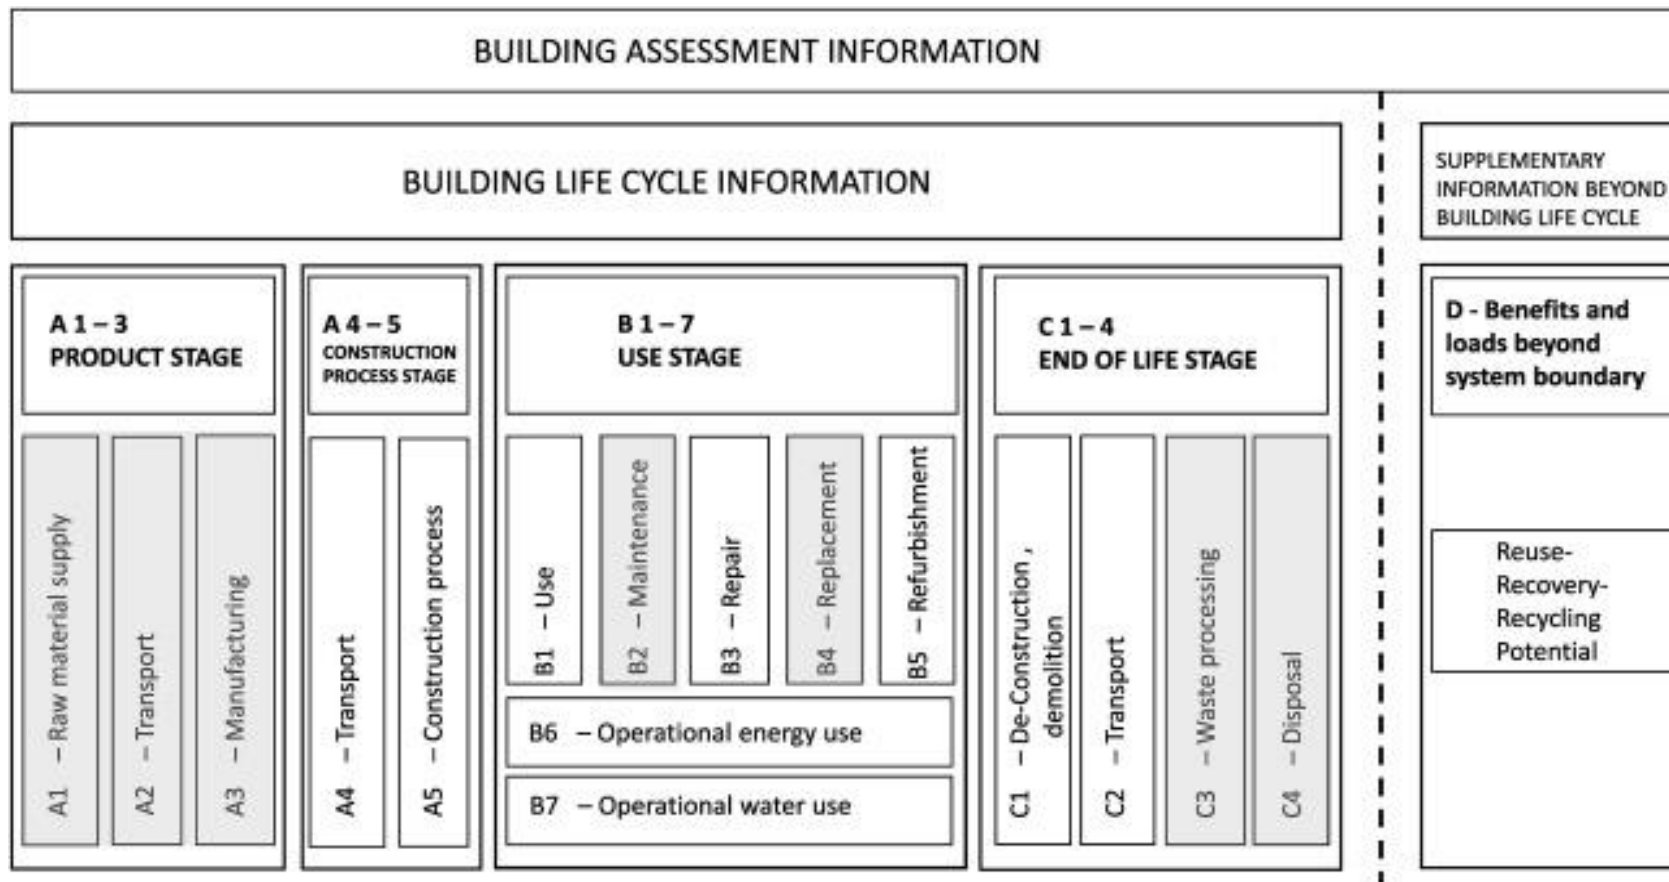 BUILDING ASSESSMENT INFORMATION
BUILDING LIFE CYCLE INFORMATION
SUPPLEMENTARY
INFORMATION BEYOND
BUILDING LIFE CYCLE
A 1 – 3
PRODUCT STAGE
A 4 – 5
CONSTRUCTION
PROCESS STAGE
B 1 – 7
USE STAGE
C 1 – 4
END OF LIFE STAGE
D - Benefits and
loads beyond
system boundary
A1 – Raw material supply
A2 – Transport
A3 – Manufacturing
A4 – Transport
A5 – Construction process
B1 – Use
B2 – Maintenance
B3 – Repair
B4 – Replacement
B5 – Refurbishment
B6 – Operational energy use
B7 – Operational water use
C1 – De-Construction ,
demolition
C2 – Transport
C3 – Waste processing
C4 – Disposal
Reuse-
Recovery-
Recycling
Potential